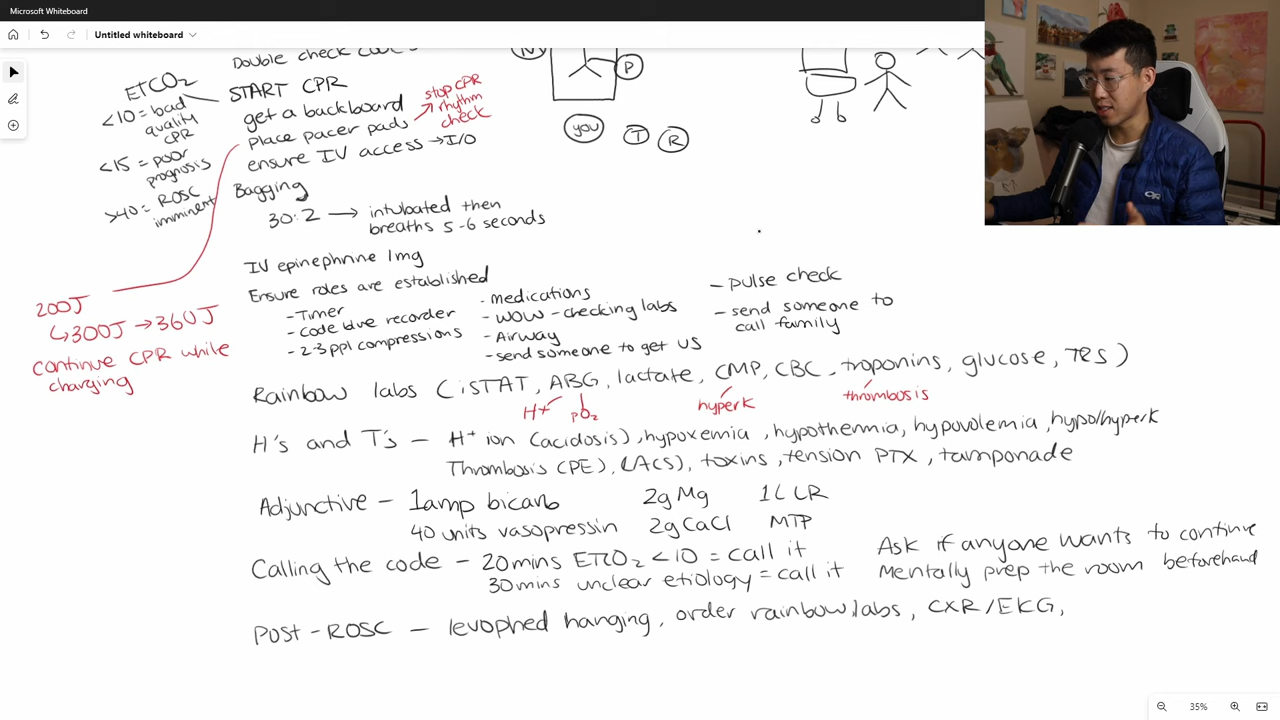 Microsoft Whiteboard
Untitled whiteboard
Double check
START CPR
get a backboard
Place pacer pads
ensure IV access → I/O
stop CPR
rhythm
check
ETCO2
<10 = bad
quality
CPR
<15 = poor
prognosis
>40 = ROSC
imminent
Bagging
30:2 → intubated then
breaths 5-6 seconds
P
you
T
R
IV epinephrine 1mg
Ensure roles are established
- Timer
- code blue recorder
- 2-3 ppl compressions
- medications
- WOW - checking labs
- Airway
- send someone to get US
- pulse check
- send someone to
call family
200J
↳300J → 360J
continue CPR while
charging
Rainbow labs (iSTAT, ABG, lactate, CMP, CBC, troponins, glucose, TEG)
H+
pO2
hyperk
thrombosis
H's and T's - H+ ion (acidosis), hypoxemia, hypothermia, hypovolemia, hypo/hyperk
Thrombosis (PE), (ACS), toxins, tension PTX, tamponade
Adjunctive - 1amp bicarb 2g Mg 1L LR
40 units vasopressin 2g CaCl MTP
Calling the code - 20mins ETCO2 <10 = call it
30mins unclear etiology = call it
Ask if anyone wants to continue
Mentally prep the room beforehand
Post-ROSC - levophed hanging, order rainbow labs, CXR/EKG,
35%